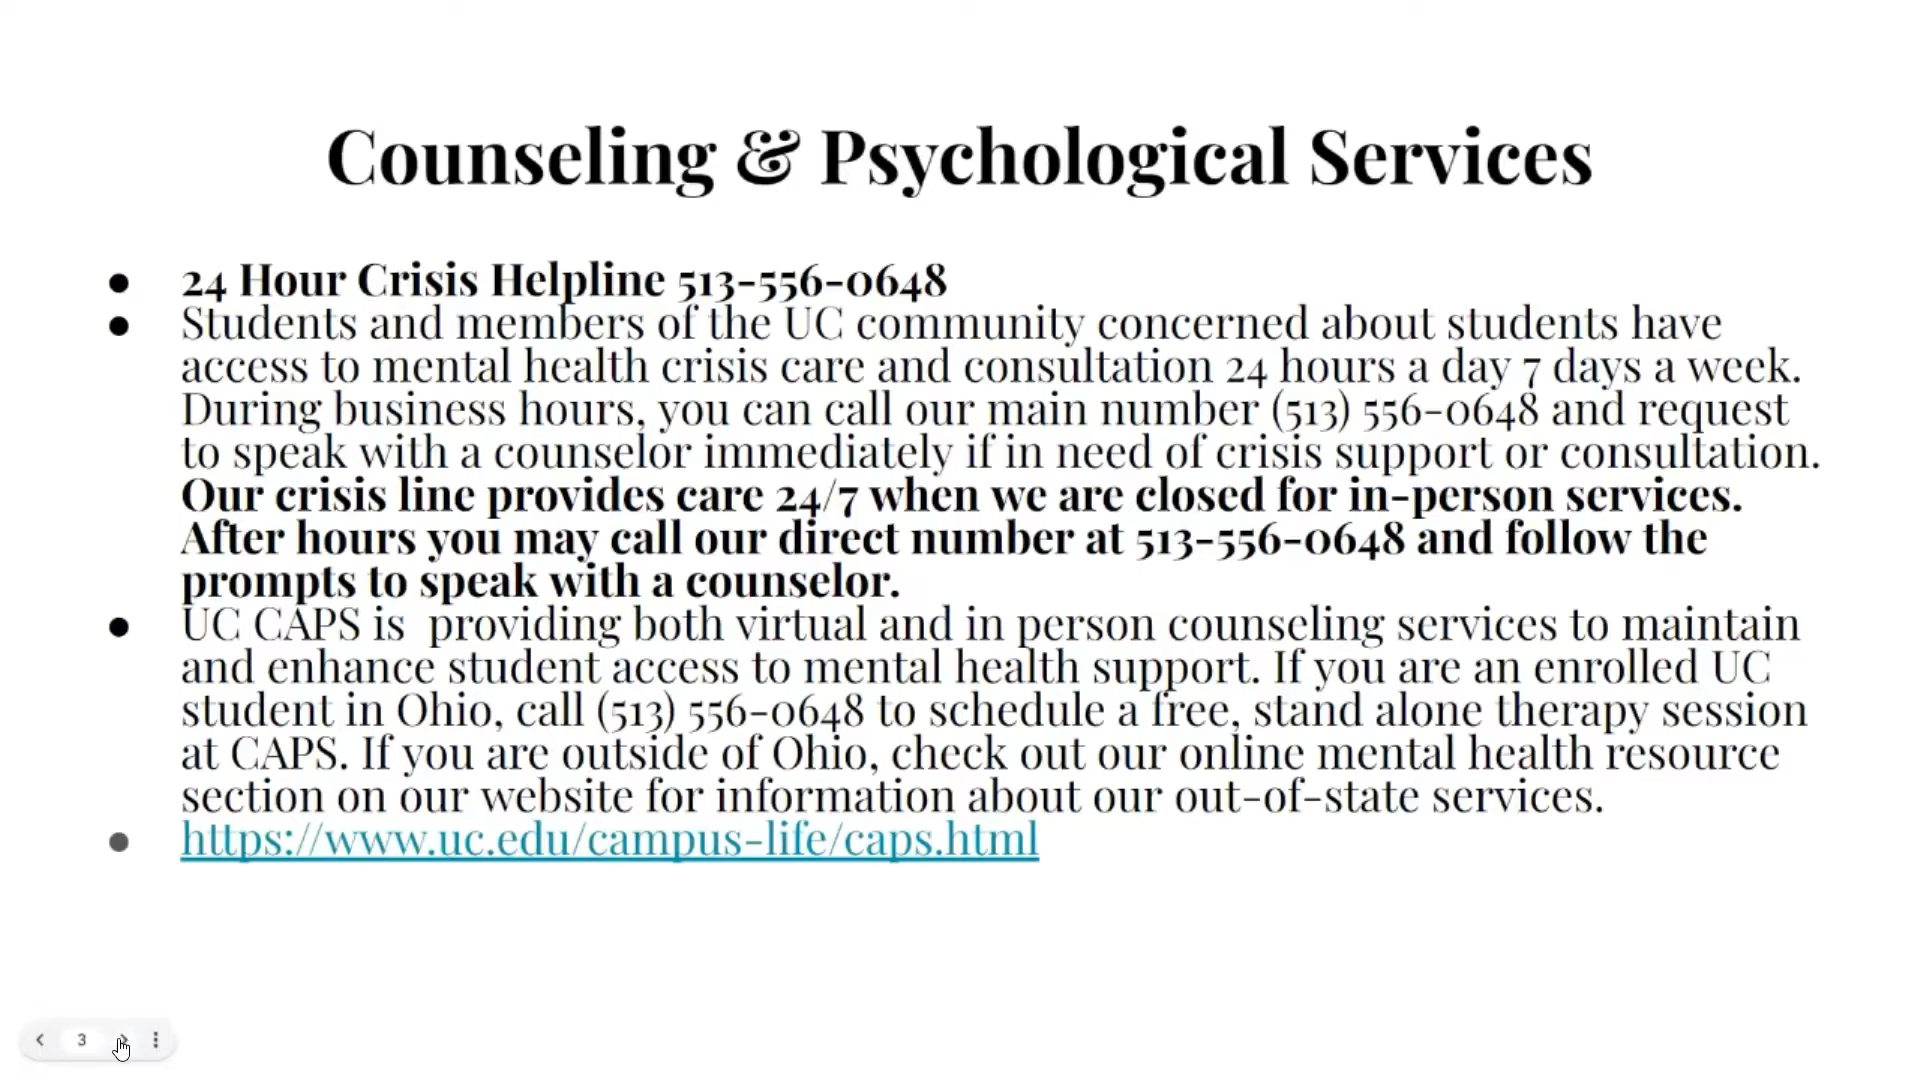 Counseling & Psychological Services
● 24 Hour Crisis Helpline 513-556-0648
● Students and members of the UC community concerned about students have
access to mental health crisis care and consultation 24 hours a day 7 days a week.
During business hours, you can call our main number (513) 556-0648 and request
to speak with a counselor immediately if in need of crisis support or consultation.
Our crisis line provides care 24/7 when we are closed for in-person services.
After hours you may call our direct number at 513-556-0648 and follow the
prompts to speak with a counselor.
● UC CAPS is  providing both virtual and in person counseling services to maintain
and enhance student access to mental health support. If you are an enrolled UC
student in Ohio, call (513) 556-0648 to schedule a free, stand alone therapy session
at CAPS. If you are outside of Ohio, check out our online mental health resource
section on our website for information about our out-of-state services.
● https://www.uc.edu/campus-life/caps.html
3